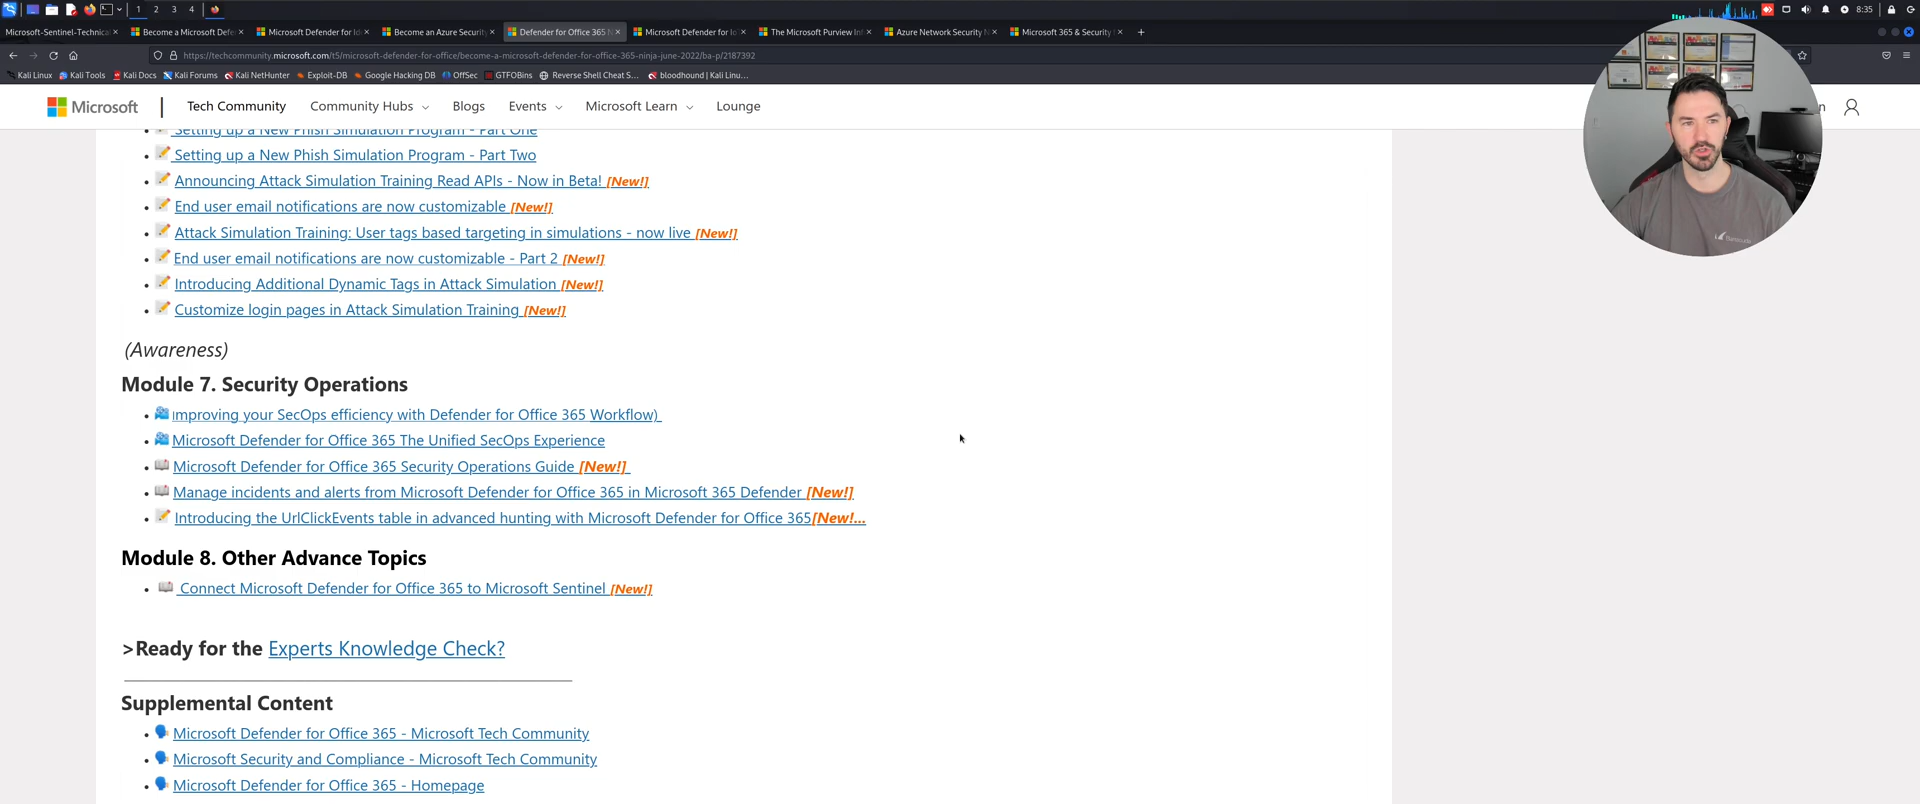 1 2 3 4 8:35
Microsoft-Sentinel-Technical
Become a Microsoft Defe
Microsoft Defender for Id
Become an Azure Security
Defender for Office 365 N
Microsoft Defender for Io
The Microsoft Purview Inf
Azure Network Security N
Microsoft 365 & Security
https://techcommunity.microsoft.com/t5/microsoft-defender-for-office/become-a-microsoft-defender-for-office-365-ninja-june-2022/ba-p/2187392
Kali Linux Kali Tools Kali Docs Kali Forums Kali NetHunter Exploit-DB Google Hacking DB OffSec GTFOBins Reverse Shell Cheat S... bloodhound | Kali Linu...
Microsoft | Tech Community Community Hubs Blogs Events Microsoft Learn Lounge
Setting up a New Phish Simulation Program - Part One
Setting up a New Phish Simulation Program - Part Two
Announcing Attack Simulation Training Read APIs - Now in Beta! [New!]
End user email notifications are now customizable [New!]
Attack Simulation Training: User tags based targeting in simulations - now live [New!]
End user email notifications are now customizable - Part 2 [New!]
Introducing Additional Dynamic Tags in Attack Simulation [New!]
Customize login pages in Attack Simulation Training [New!]
(Awareness)
Module 7. Security Operations
Improving your SecOps efficiency with Defender for Office 365 Workflow)
Microsoft Defender for Office 365 The Unified SecOps Experience
Microsoft Defender for Office 365 Security Operations Guide [New!]
Manage incidents and alerts from Microsoft Defender for Office 365 in Microsoft 365 Defender [New!]
Introducing the UrlClickEvents table in advanced hunting with Microsoft Defender for Office 365[New!...
Module 8. Other Advance Topics
Connect Microsoft Defender for Office 365 to Microsoft Sentinel [New!]
>Ready for the Experts Knowledge Check?
Supplemental Content
Microsoft Defender for Office 365 - Microsoft Tech Community
Microsoft Security and Compliance - Microsoft Tech Community
Microsoft Defender for Office 365 - Homepage